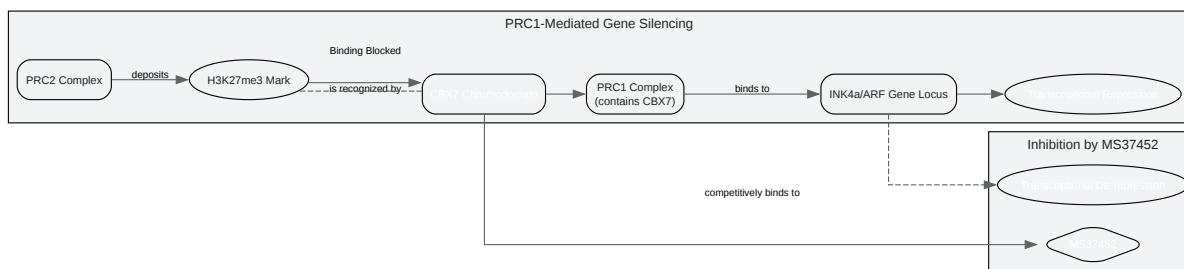 PRC1-Mediated Gene Silencing
Binding Blocked
PRC2 Complex
deposits
H3K27me3 Mark
is recognized by
CBX7 Chromodomain
PRC1 Complex
(contains CBX7)
binds to
INK4a/ARF Gene Locus
Transcriptional Repression
Inhibition by MS37452
Transcriptional De-repression
competitively binds to
MS37452